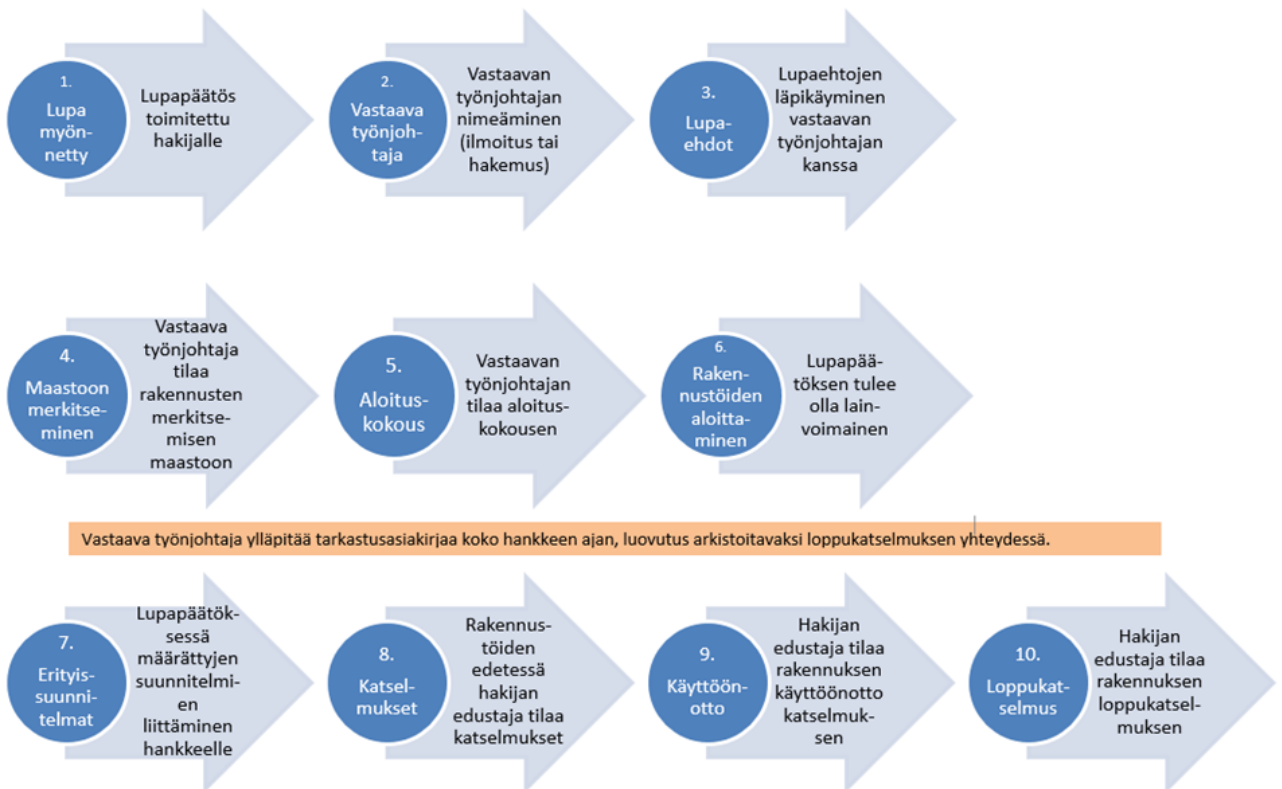 1.
Lupa
myön-
netty
Lupapäätös
toimitettu
hakijalle
2.
Vastaava
työnjoh-
taja
Vastaavan
työnjohtajan
nimeäminen
(ilmoitus tai
hakemus)
3.
Lupa-
ehdot
Lupaehtojen
läpikäyminen
vastaavan
työnjohtajan
kanssa
4.
Maastoon
merkitse-
minen
Vastaava
työnjohtaja
tilaa
rakennusten
merkitse-
misen
maastoon
5.
Aloitus-
kokous
Vastaavan
työnjohtajan
tilaa aloitus-
kokousen
6.
Raken-
nustöiden
aloitta-
minen
Lupapää-
töksen tulee
olla lain-
voimainen
Vastaava työnjohtaja ylläpitää tarkastusasiakirjaa koko hankkeen ajan, luovutus arkistoitavaksi loppukatselmuksen yhteydessä.
7.
Erityis-
suunni-
telmat
Lupapäätök-
sessä
määrättyjen
suunnitelmi-
en
liittäminen
hankkeelle
8.
Katsel-
mukset
Rakennus-
töiden
edetessä
hakijan
edustaja tilaa
katselmukset
9.
Käyttöön-
otto
Hakijan
edustaja tilaa
rakennuksen
käyttöönotto
katselmuk-
sen
10.
Loppukat-
selmus
Hakijan
edustaja tilaa
rakennuksen
loppukatsel-
muksen